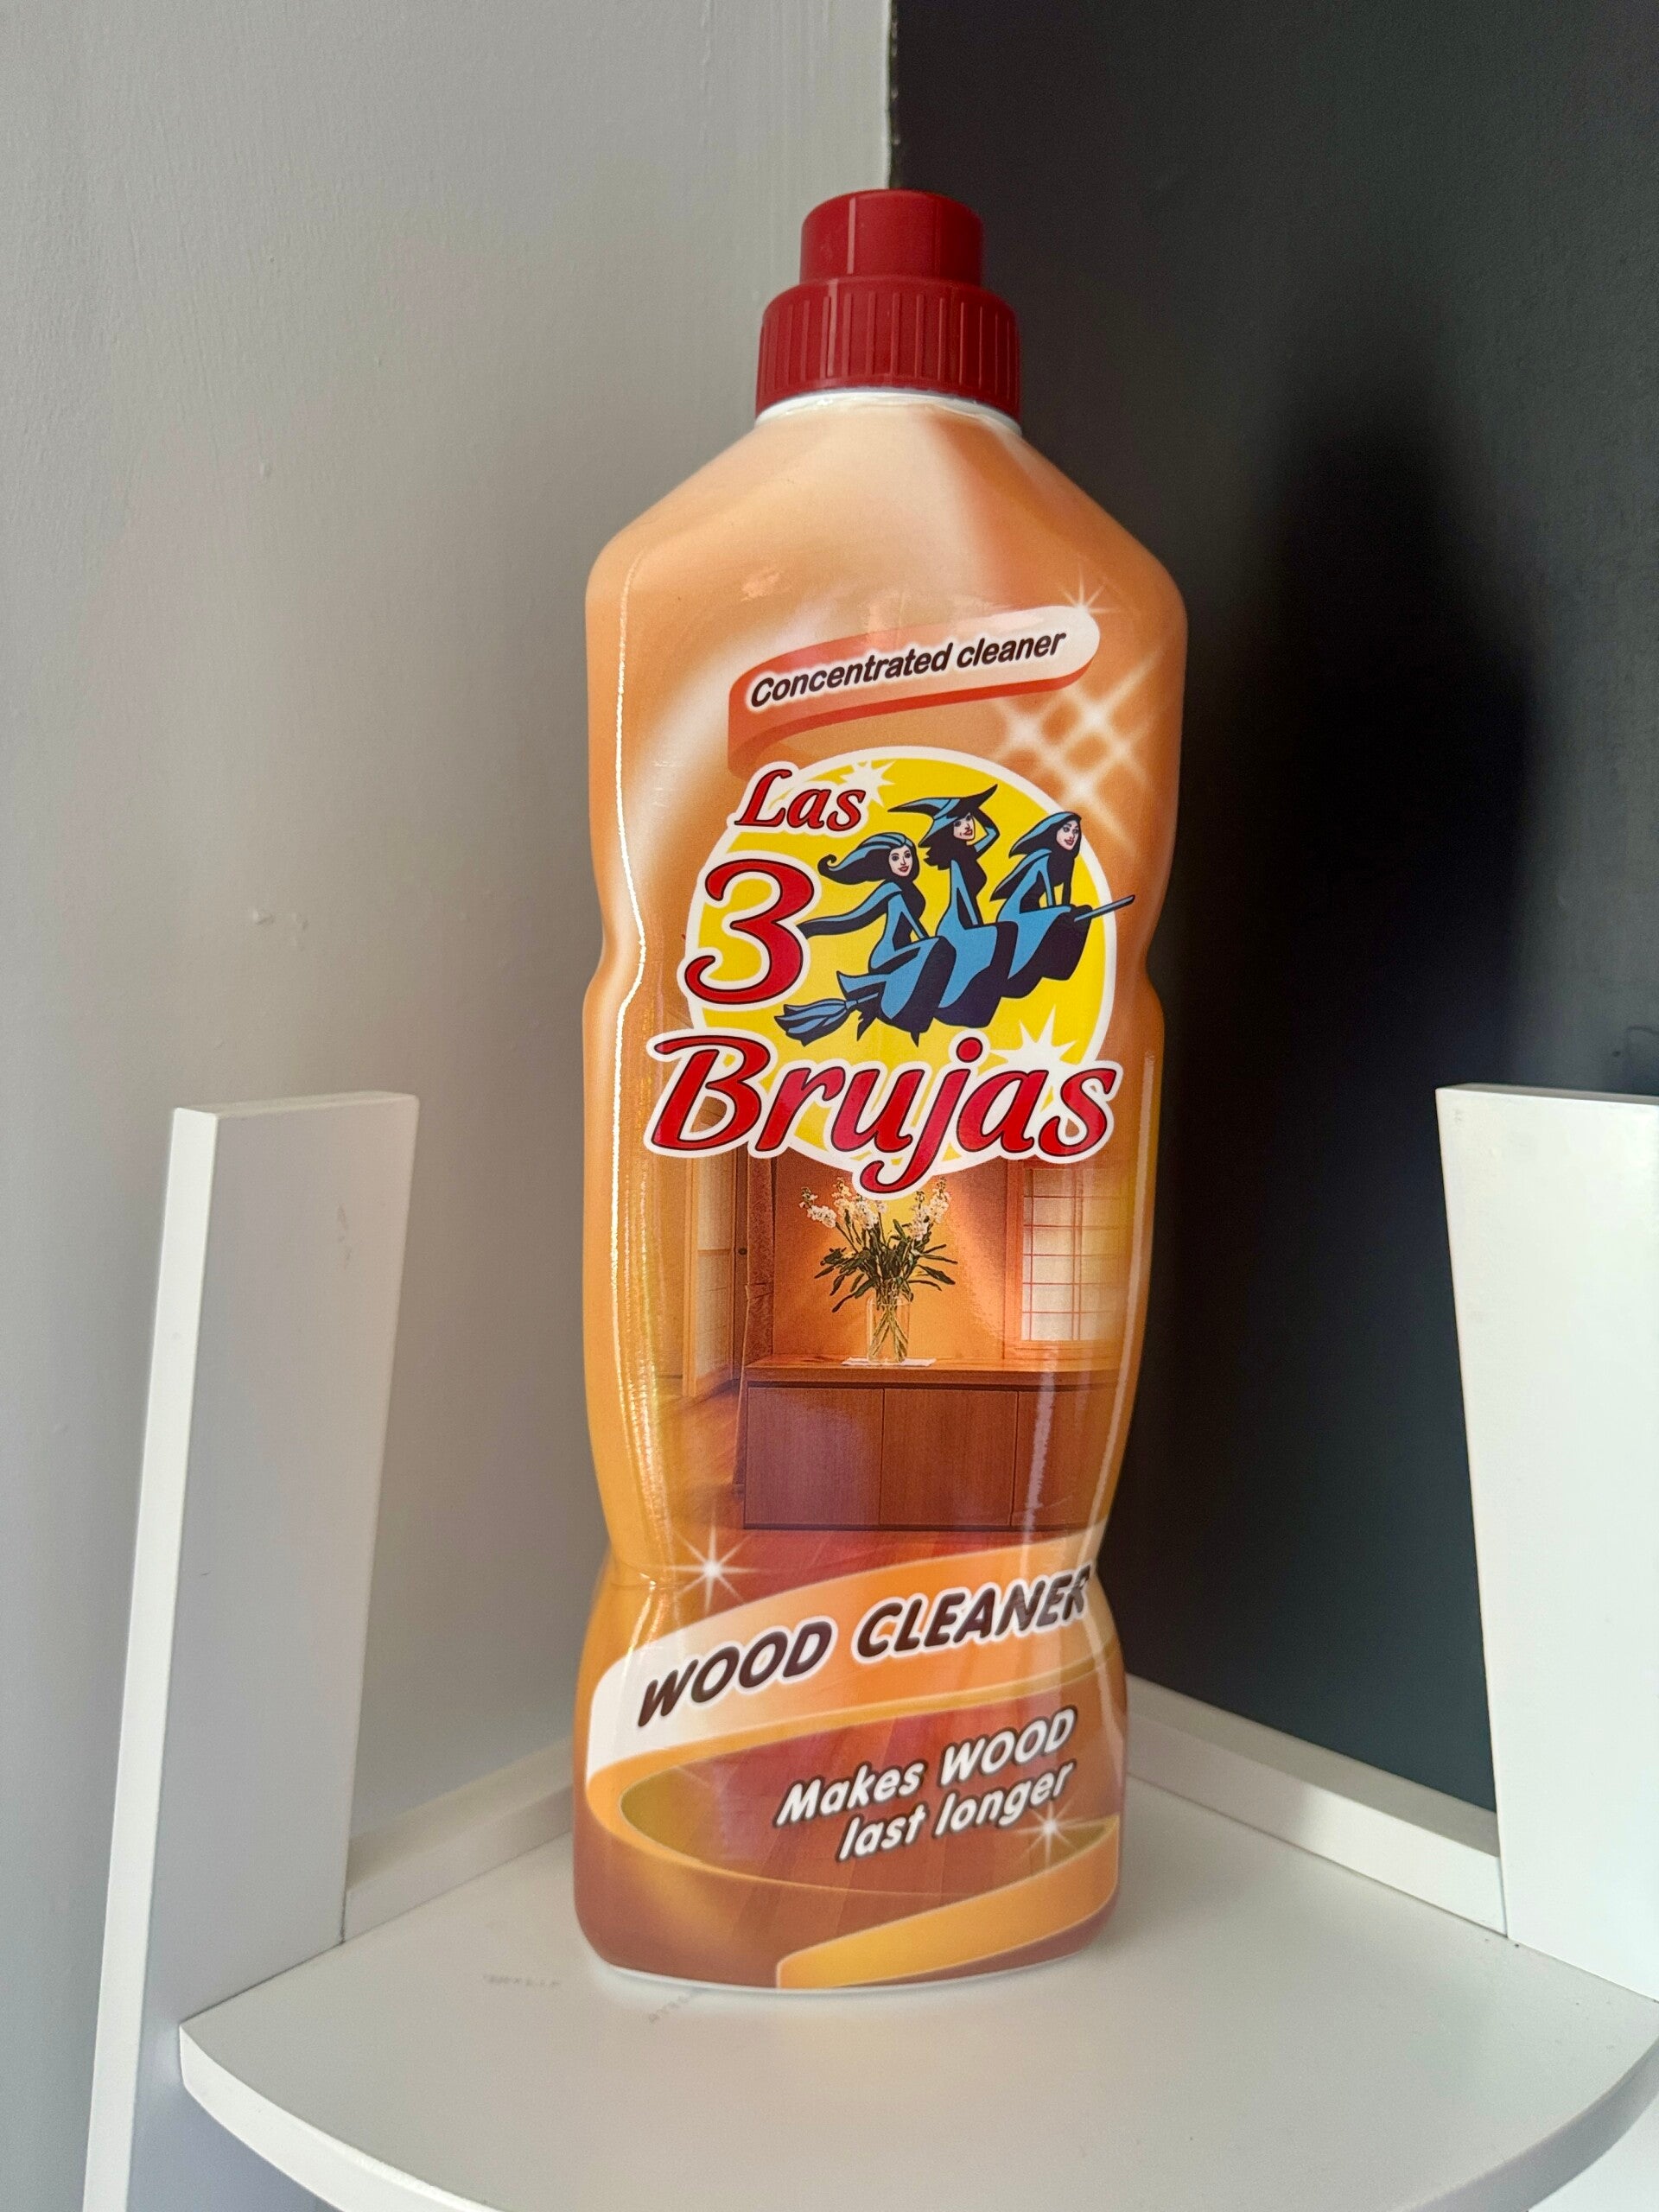 Concentrated cleaner
Las
3
Brujas
WOOD CLEANER
Makes WOOD
last longer